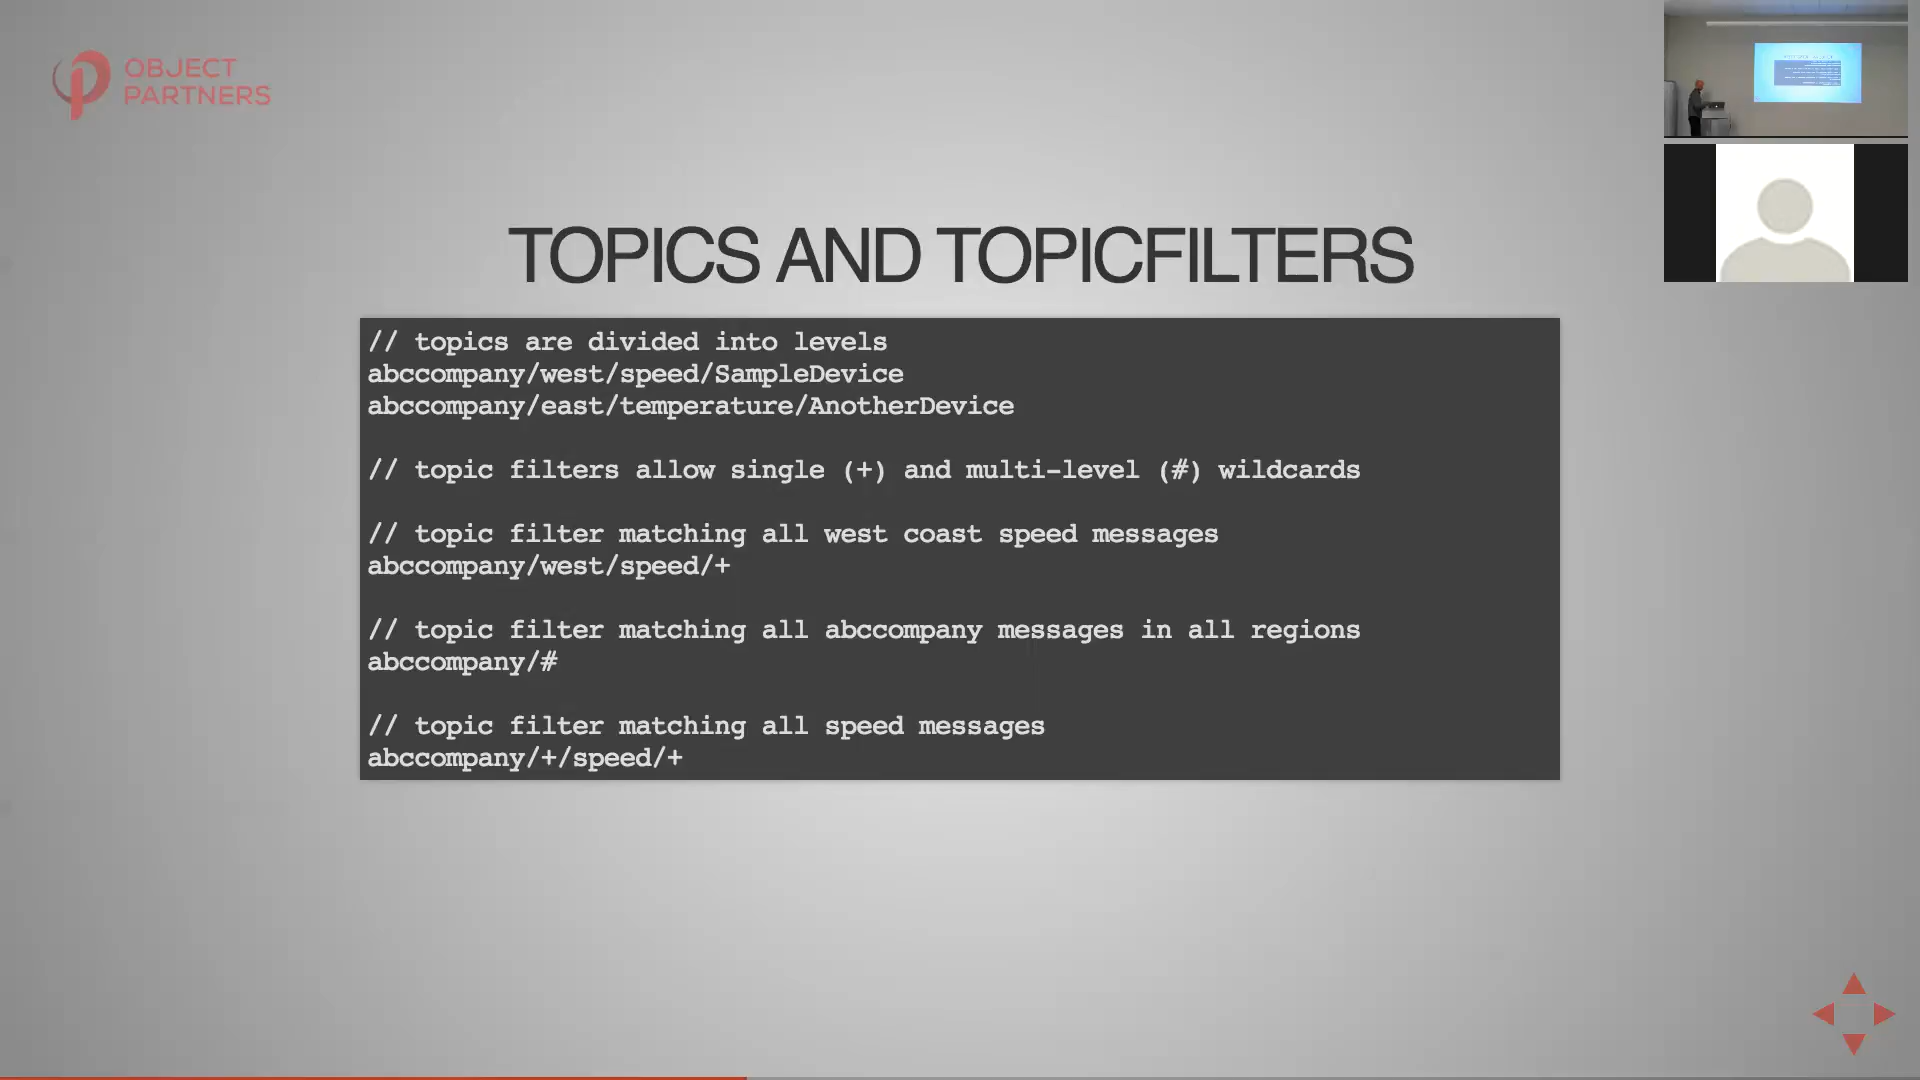 OBJECT
PARTNERS
TOPICS AND TOPICFILTERS
// topics are divided into levels
abccompany/west/speed/SampleDevice
abccompany/east/temperature/AnotherDevice
// topic filters allow single (+) and multi-level (#) wildcards
// topic filter matching all west coast speed messages
abccompany/west/speed/+
// topic filter matching all abccompany messages in all regions
abccompany/#
// topic filter matching all speed messages
abccompany/+/speed/+